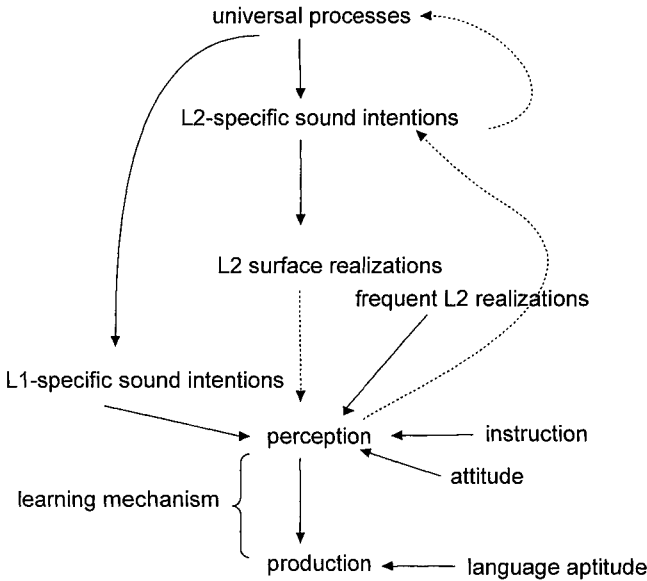 universal processes
L2-specific sound intentions
L2 surface realizations
frequent L2 realizations
L1-specific sound intentions
perception
instruction
attitude
learning mechanism
production
language aptitude